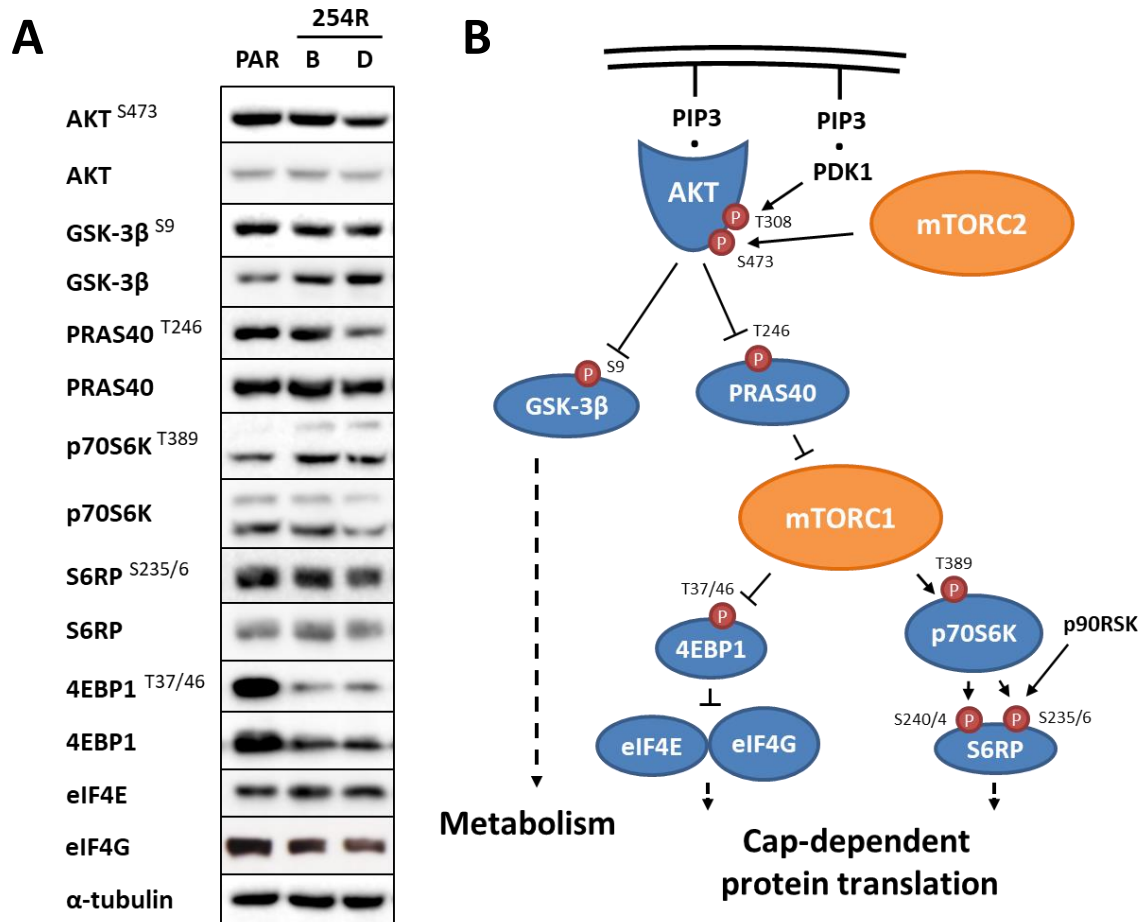 A
254R
PAR B D
AKT S473
AKT
GSK-3β S9
GSK-3β
PRAS40 T246
PRAS40
p70S6K T389
p70S6K
S6RP S235/6
S6RP
4EBP1 T37/46
4EBP1
eIF4E
eIF4G
α-tubulin
B
PIP3
PIP3
PDK1
AKT
P
T308
P
S473
mTORC2
P
S9
GSK-3β
T246
P
PRAS40
mTORC1
T37/46
P
4EBP1
T389
P
p70S6K
p90RSK
eIF4E
eIF4G
S240/4
P
P
S235/6
S6RP
Metabolism
Cap-dependent
protein translation